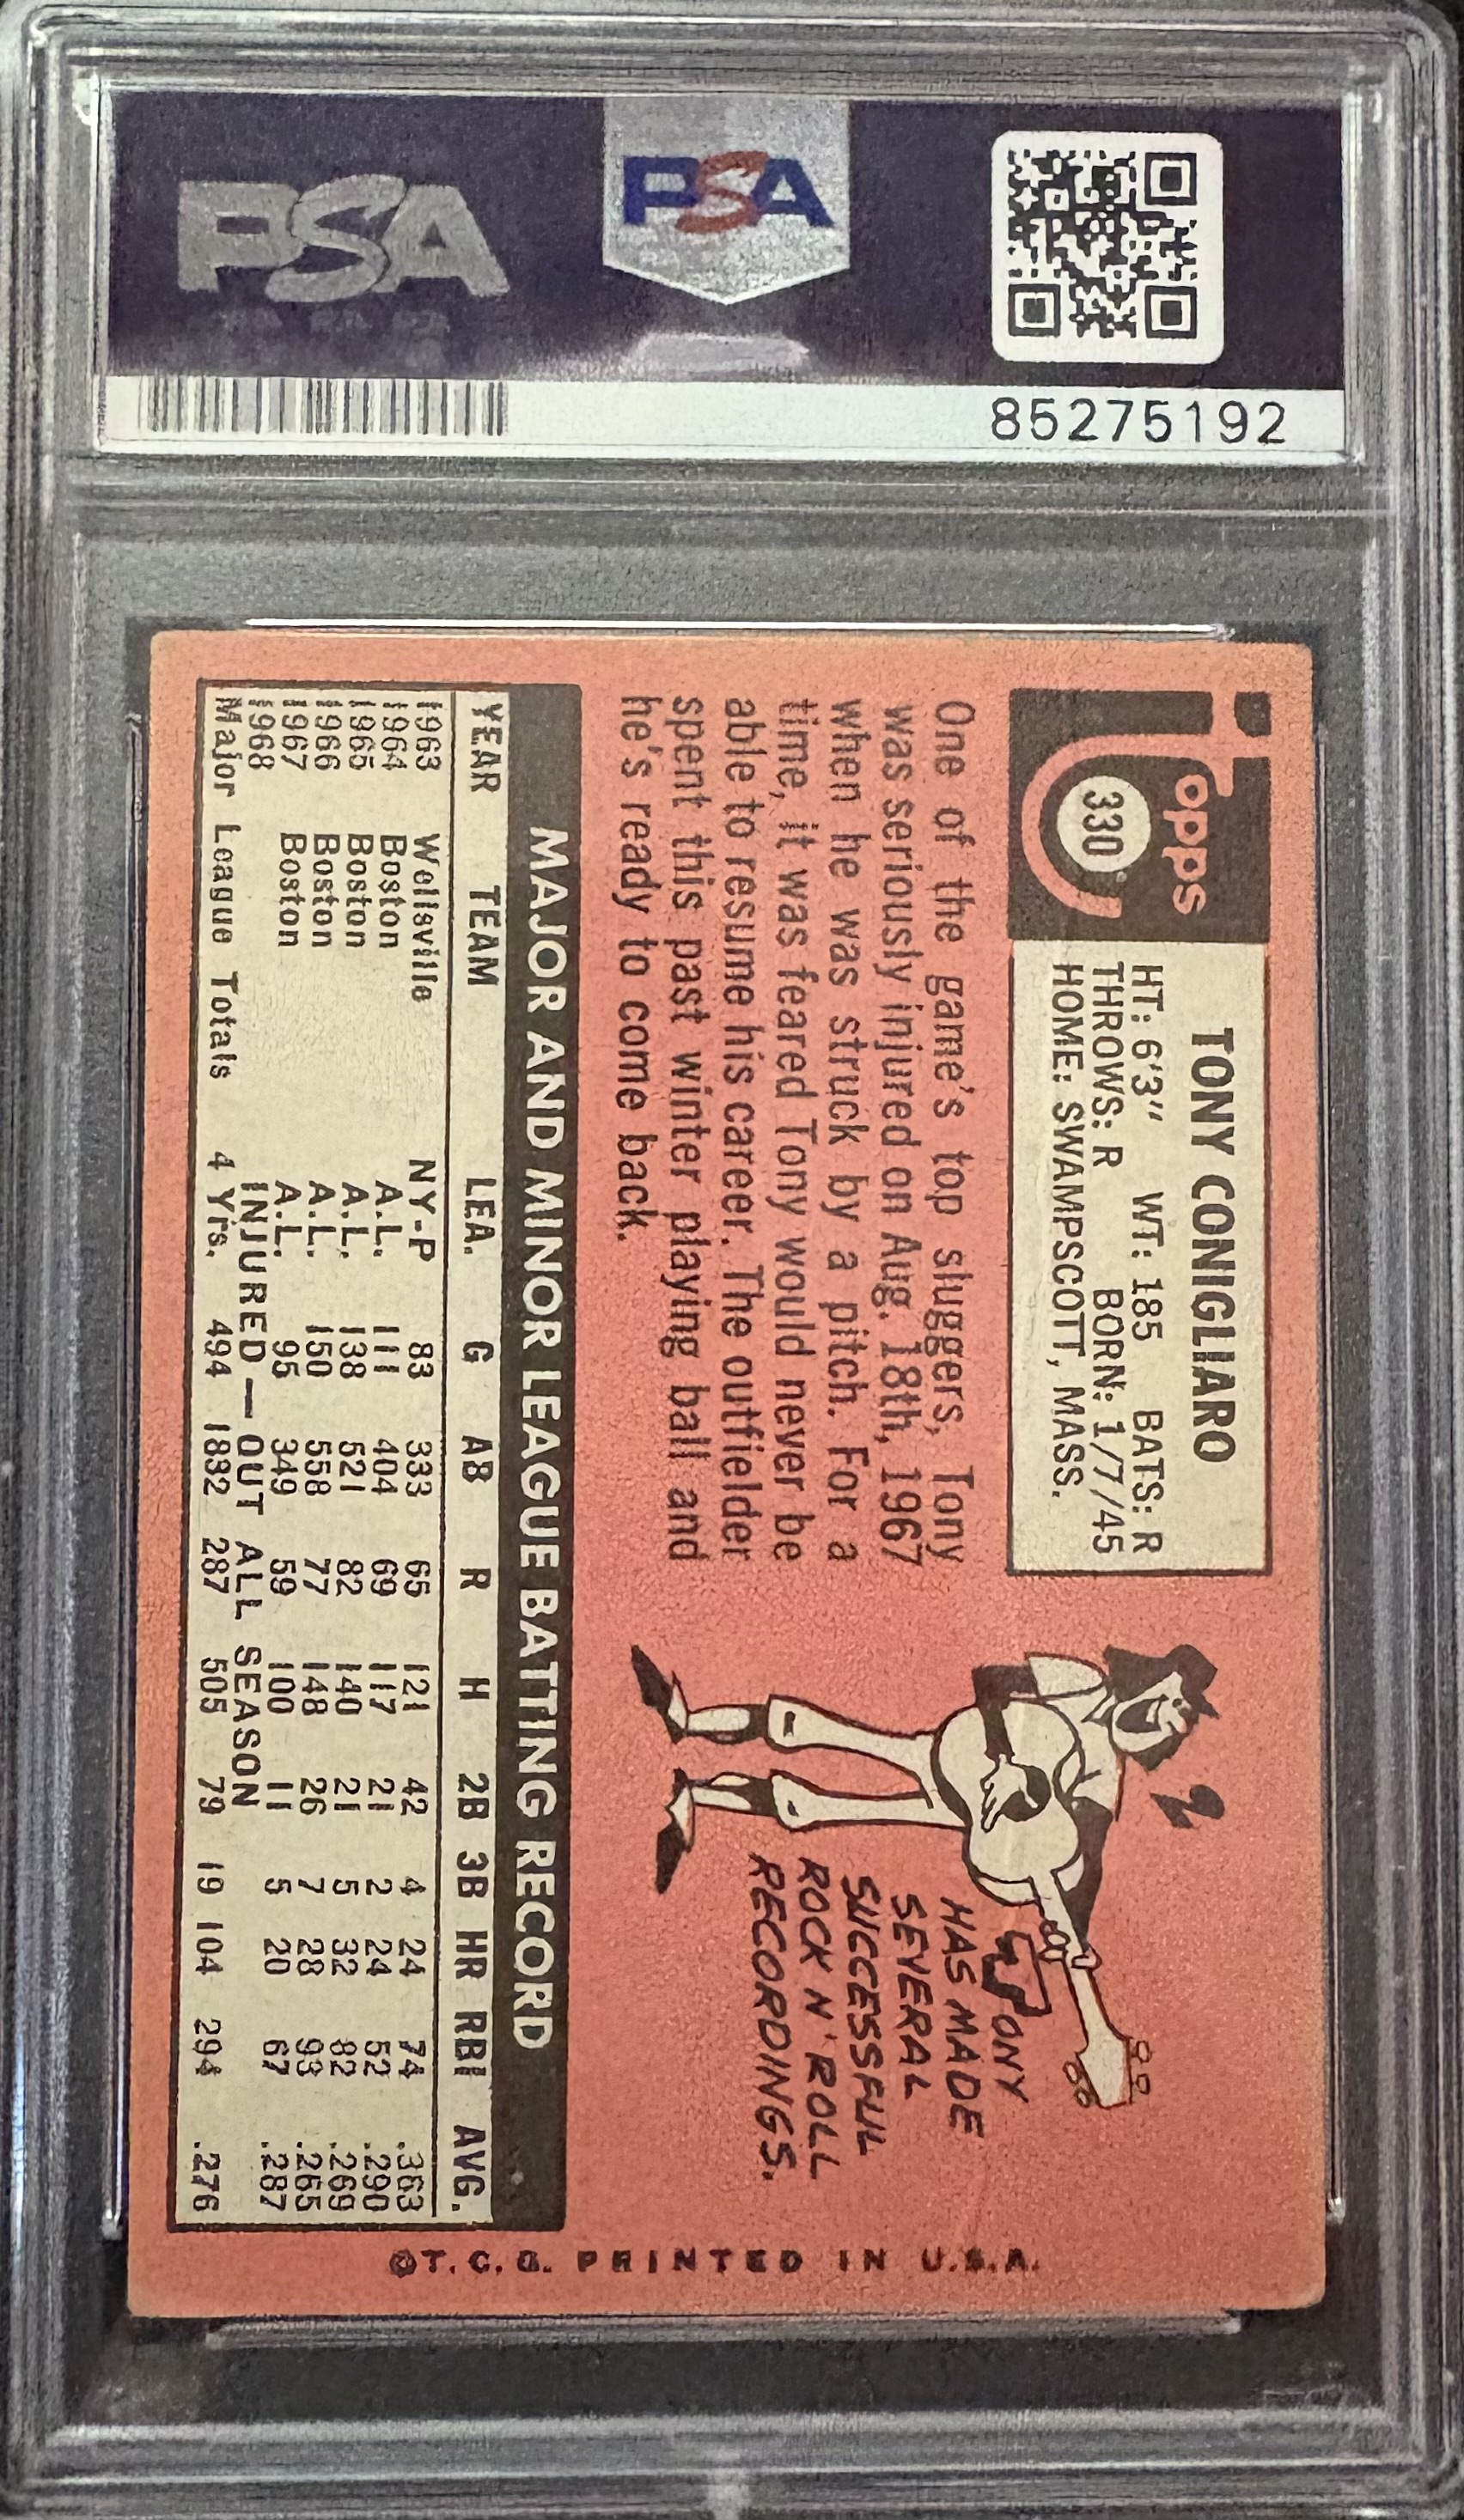 PSA
PSA
85275192
Topps
330
TONY CONIGLIARO
HT: 6'3" WT: 185 BATS: R
THROWS: R BORN: 1/7/45
HOME: SWAMPSCOTT, MASS.
One of the game's top sluggers, Tony
was seriously injured on Aug. 18th, 1967
when he was struck by a pitch. For a
time, it was feared Tony would never be
able to resume his career. The outfielder
spent this past winter playing ball and
he's ready to come back.
TONY
HAS MADE
SEVERAL
SUCCESSFUL
ROCK N' ROLL
RECORDINGS.
MAJOR AND MINOR LEAGUE BATTING RECORD
YEAR TEAM LEA. G AB R H 2B 3B HR RBI AVG.
1963 Wellsville NY-P 83 333 65 121 42 4 24 74 .363
1964 Boston A.L. 111 404 69 117 21 2 24 52 .290
1965 Boston A.L. 138 521 82 140 21 5 32 82 .269
1966 Boston A.L. 150 558 77 148 26 7 28 93 .265
1967 Boston A.L. 95 349 59 100 11 5 20 67 .287
1968 INJURED—OUT ALL SEASON
Major League Totals 4 Yrs. 494 1832 287 505 79 19 104 294 .276
©T.C.G. PRINTED IN U.S.A.